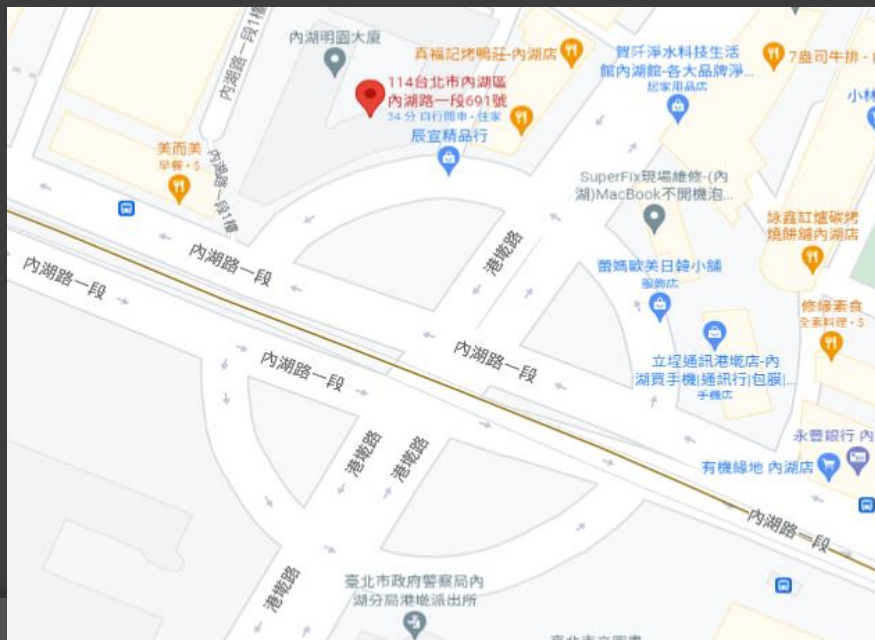 內湖明園大廈
內湖路一段1樓
真福記烤鴨莊-內湖店
114台北市內湖區
內湖路一段691號
34 分 自行開車・住家
賀阡淨水科技生活
館內湖館-各大品牌淨...
居家用品店
7盎司牛排 -
小林
辰宣精品行
美而美
早餐・$
內湖路一段1樓
SuperFix現場維修-(內
湖)MacBook不開機泡...
詠鑫缸爐碳烤
燒餅舖內湖店
港墘路
內湖路一段
內湖路一段
蕾媽歐美日韓小舖
服飾店
修緣素食
全素料理・$
內湖路一段
內湖路一段
立埕通訊港墘店-內
湖買手機|通訊行|包膜|...
手機店
港墘路
港墘路
永豐銀行 內
有機緣地 內湖店
內湖路一段
港墘路
臺北市政府警察局內
湖分局港墘派出所